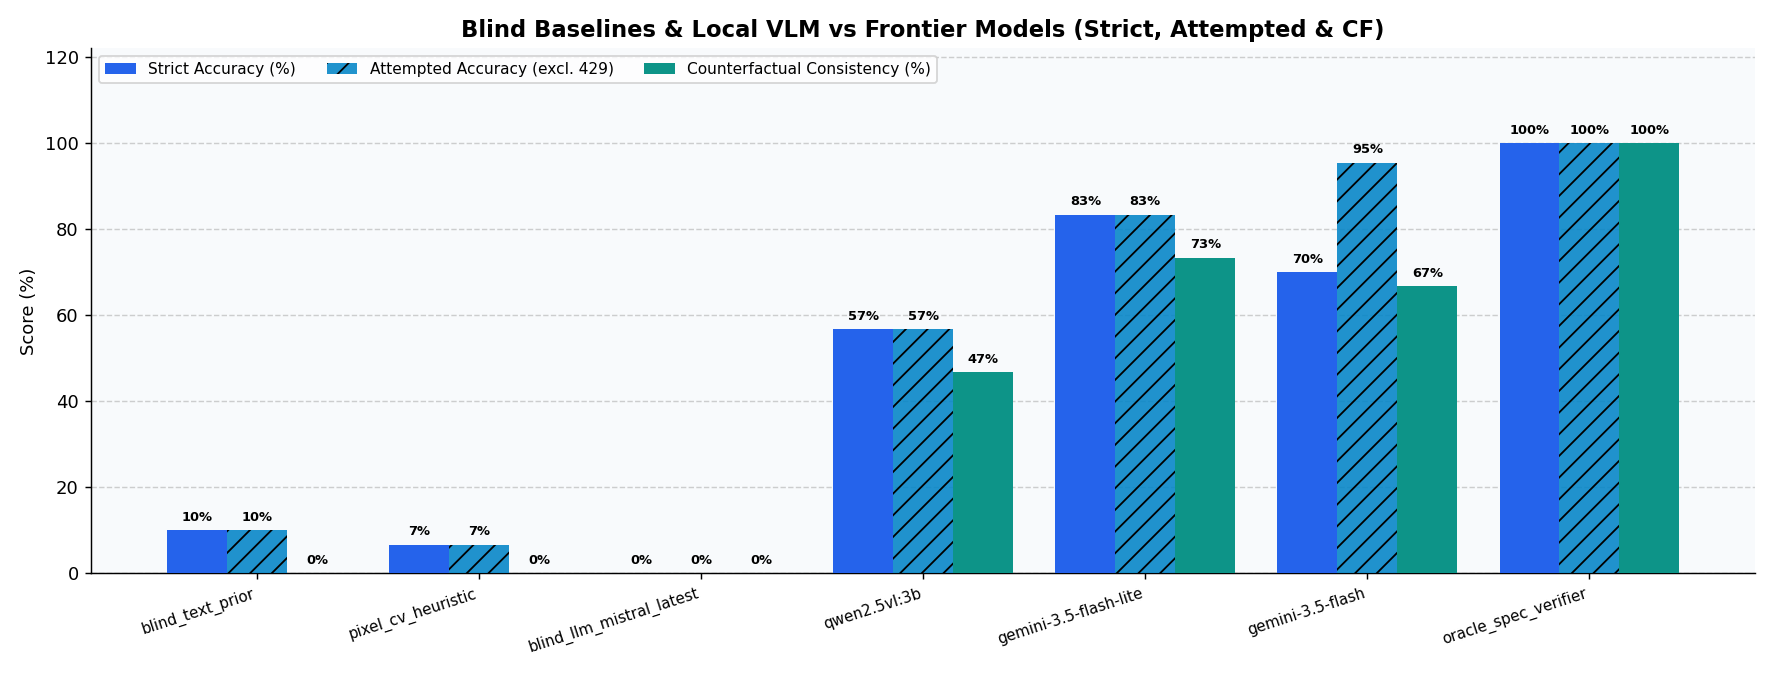 Blind Baselines & Local VLM vs Frontier Models (Strict, Attempted & CF)
Strict Accuracy (%) Attempted Accuracy (excl. 429) Counterfactual Consistency (%)
Score (%)
120
100
80
60
40
20
0
10% 10% 0%
7% 7% 0%
0% 0% 0%
57% 57% 47%
83% 83% 73%
70% 95% 67%
100% 100% 100%
blind_text_prior
pixel_cv_heuristic
blind_llm_mistral_latest
qwen2.5vl:3b
gemini-3.5-flash-lite
gemini-3.5-flash
oracle_spec_verifier